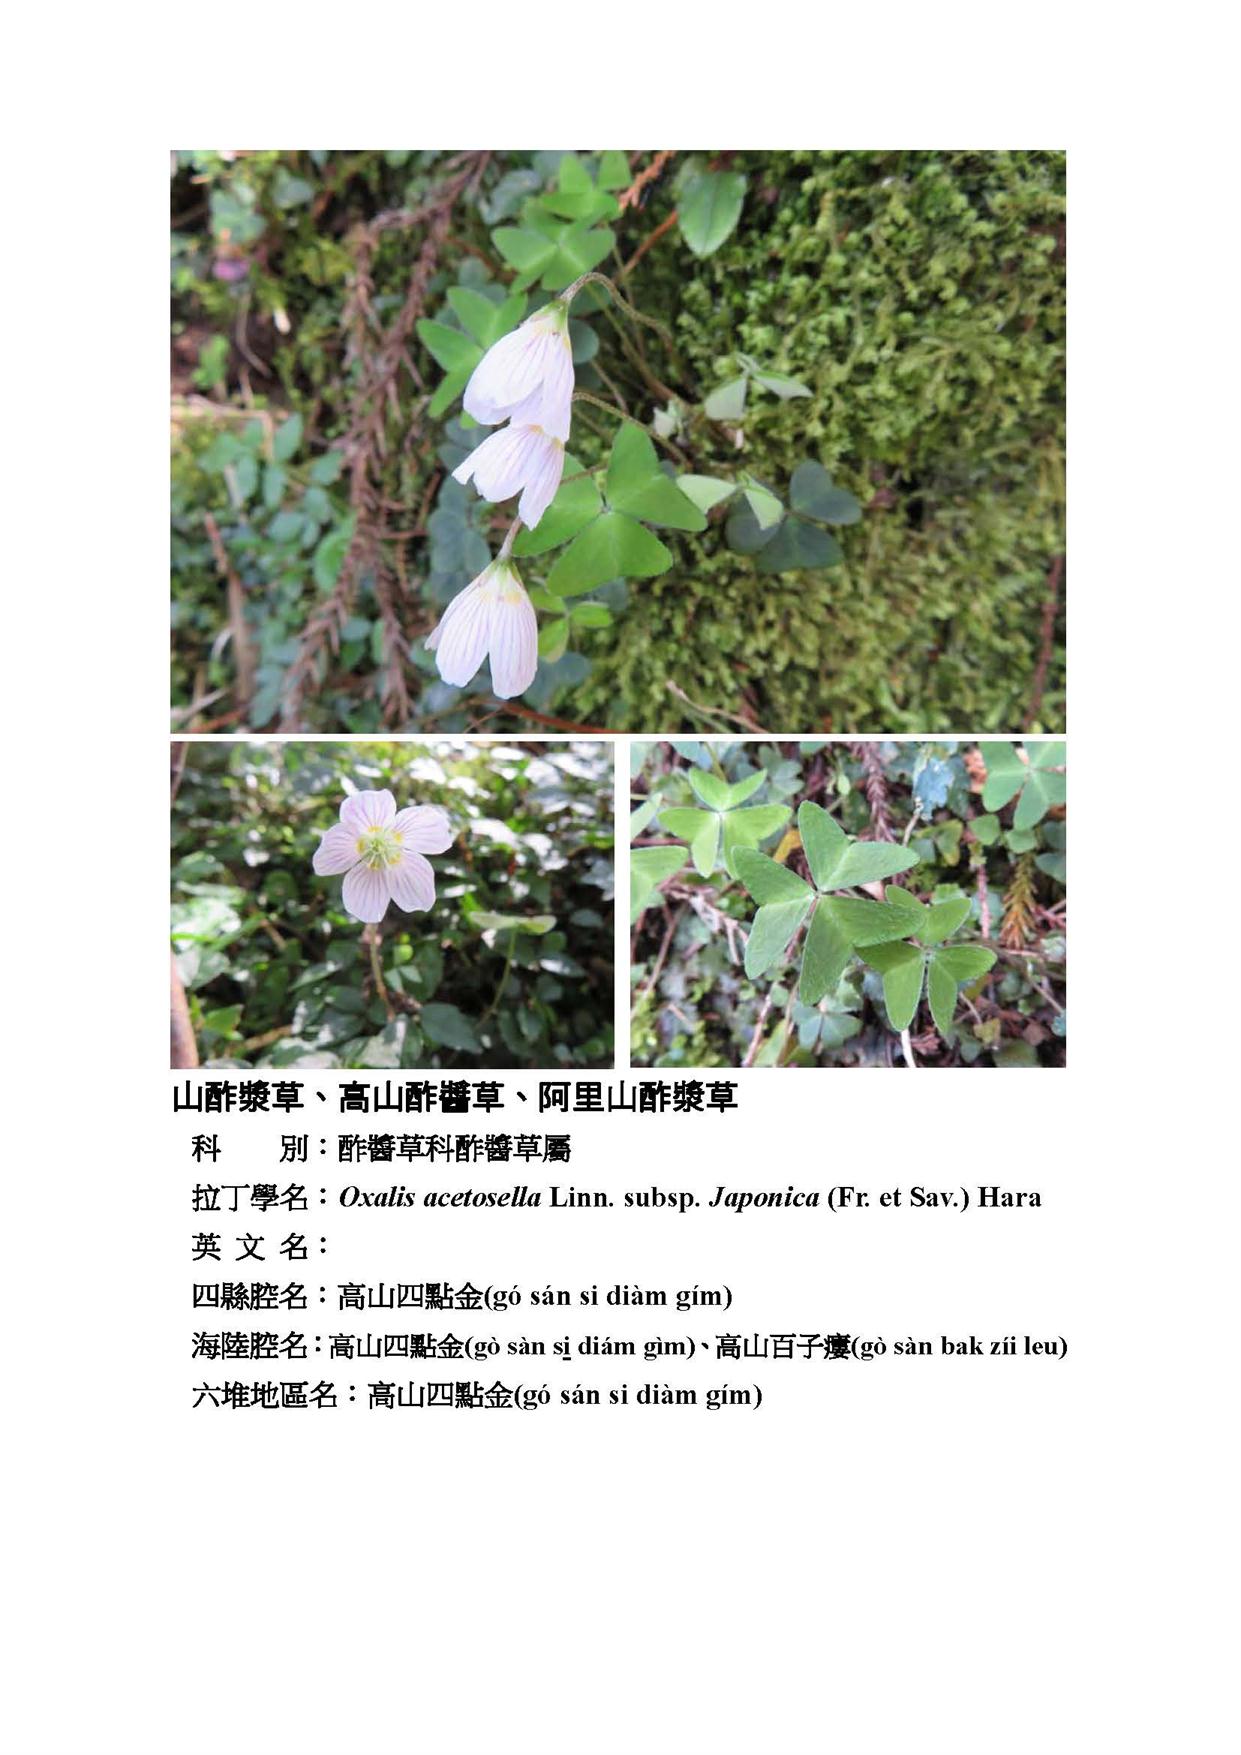 山酢漿草、高山酢醬草、阿里山酢漿草
科　　別：酢醬草科酢醬草屬
拉丁學名：Oxalis acetosella Linn. subsp. Japonica (Fr. et Sav.) Hara
英 文 名：
四縣腔名：高山四點金(gó sán si diàm gím)
海陸腔名：高山四點金(gò sàn si diám gìm)、高山百子㾧(gò sàn bak zíi leu)
六堆地區名：高山四點金(gó sán si diàm gím)